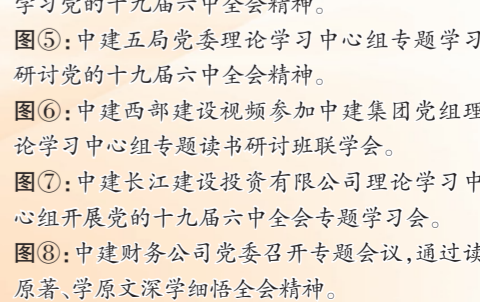 学习党的十九届六中全会精神。
图⑤:中建五局党委理论学习中心组专题学习
研讨党的十九届六中全会精神。
图⑥:中建西部建设视频参加中建集团党组理
论学习中心组专题读书研讨班联学会。
图⑦:中建长江建设投资有限公司理论学习中
心组开展党的十九届六中全会专题学习会。
图⑧:中建财务公司党委召开专题会议,通过读
原著、学原文深学细悟全会精神。